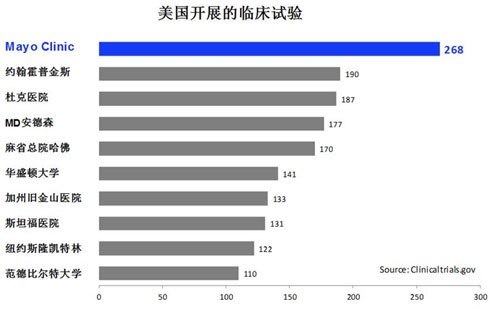 美国开展的临床试验
Mayo Clinic 268
约翰霍普金斯 190
杜克医院 187
MD安德森 177
麻省总院哈佛 170
华盛顿大学 141
加州旧金山医院 133
斯坦福医院 131
纽约斯隆凯特林 122
范德比尔特大学 110
Source: Clinicaltrials.gov
0 50 100 150 200 250 300